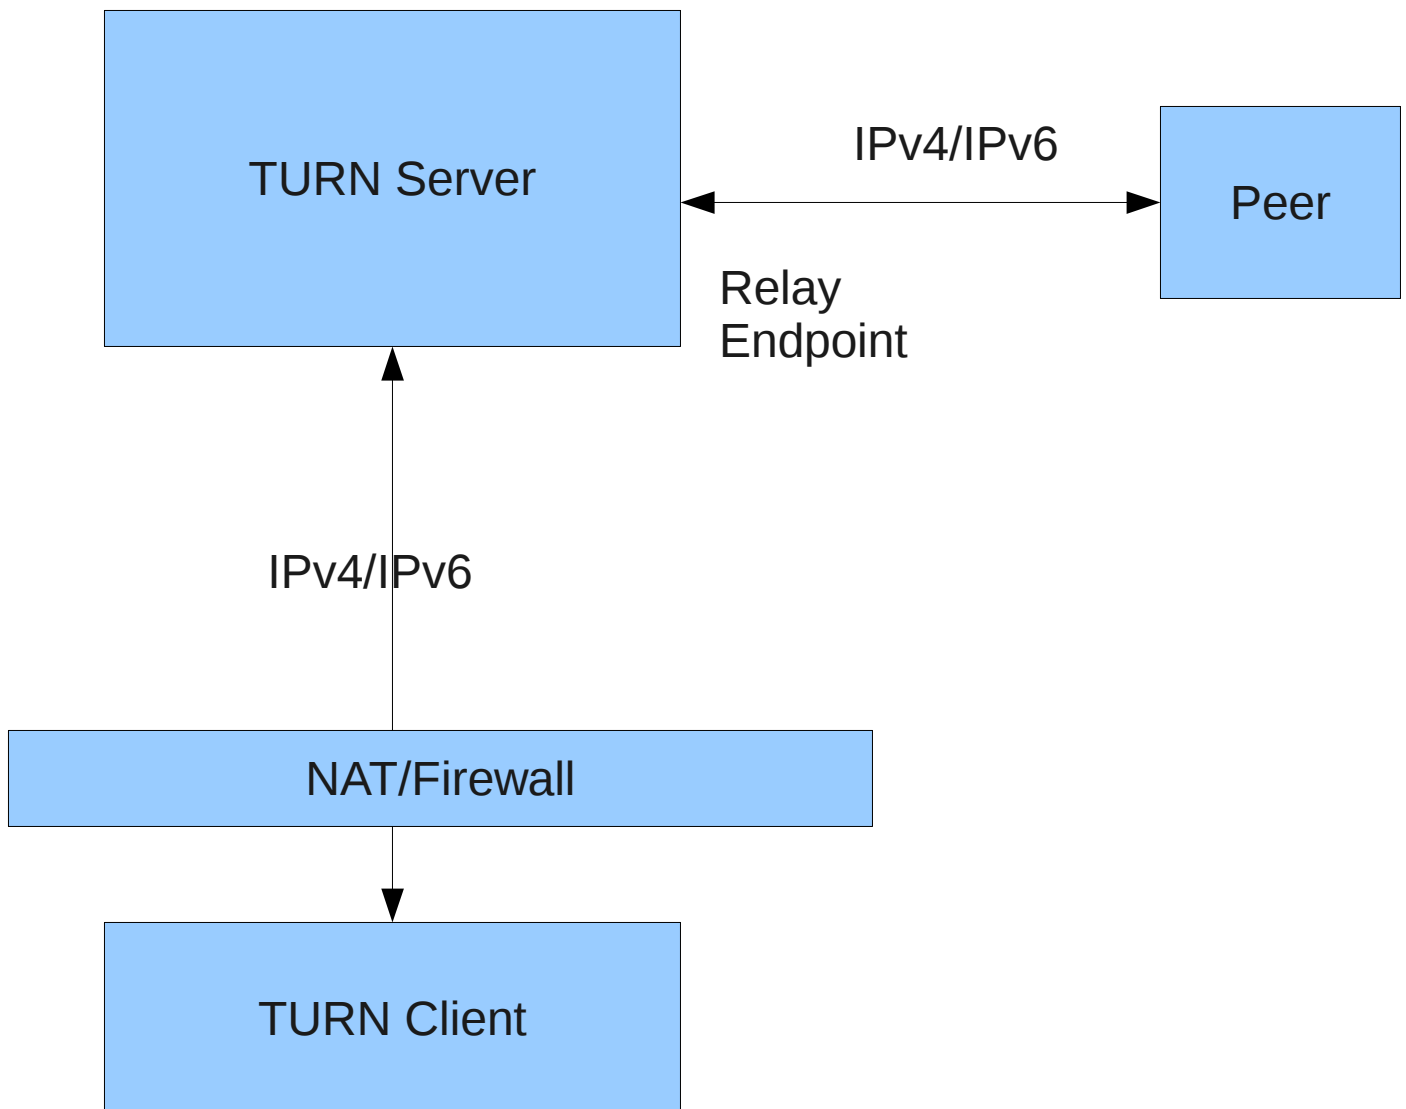 TURN Server
IPv4/IPv6
Peer
Relay
Endpoint
IPv4/IPv6
NAT/Firewall
TURN Client